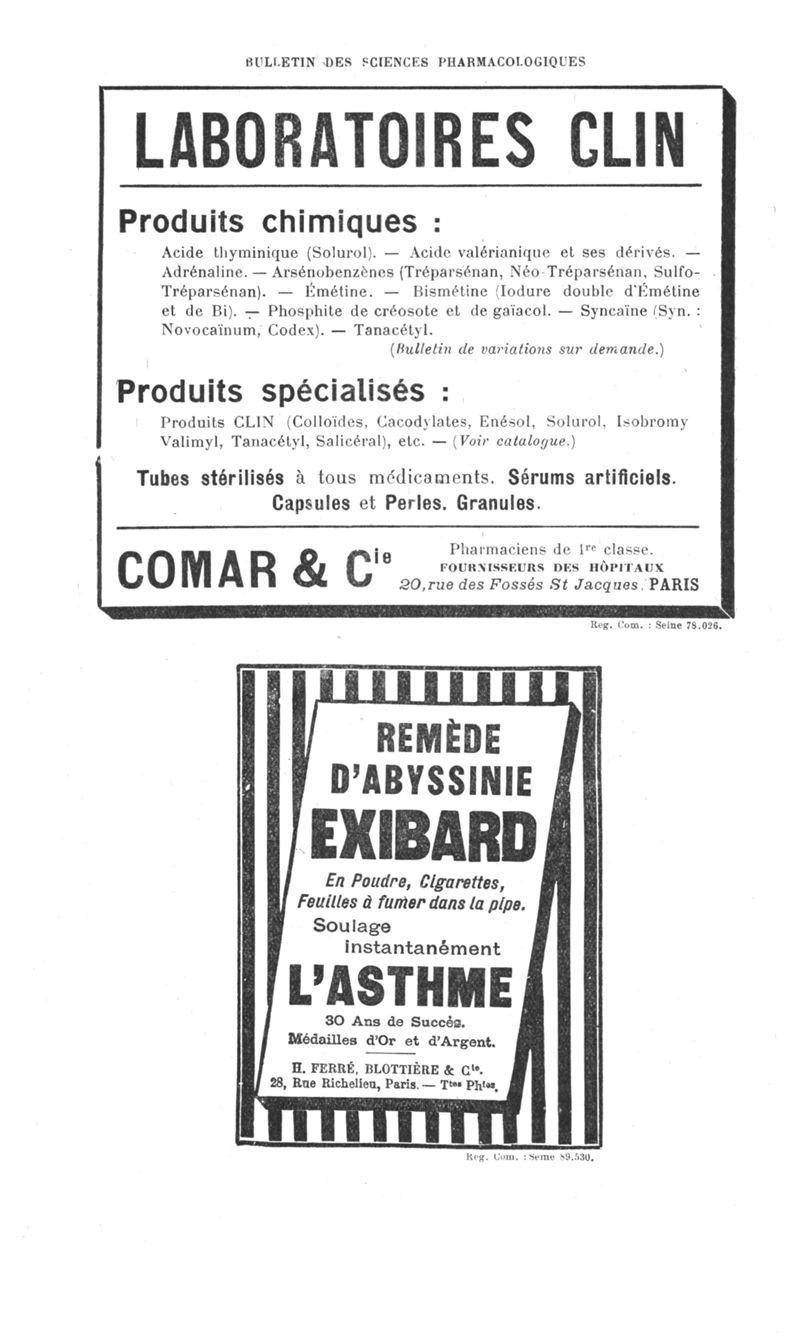 BULLETIN DES SCIENCES PHARMACOLOGIQUES
LABORATOIRES CLIN
Produits chimiques :
Acide thyminique (Solurol). — Acide valérianique et ses dérivés. —
Adrénaline. — Arsénobenzènes (Tréparsénan, Néo-Tréparsénan, Sulfo-
Tréparsénan). — Émétine. — Bismétine (Iodure double d'Émétine
et de Bi). — Phosphite de créosote et de gaïacol. — Syncaïne (Syn. :
Novocaïnum, Codex). — Tanacétyl.
(Bulletin de variations sur demande.)
Produits spécialisés :
Produits CLIN (Colloïdes, Cacodylates, Enésol, Solurol, Isobromy
Valimyl, Tanacétyl, Salicéral), etc. — (Voir catalogue.)
Tubes stérilisés à tous médicaments. Sérums artificiels.
Capsules et Perles. Granules.
COMAR & Cie
Pharmaciens de 1re classe.
FOURNISSEURS DES HÔPITAUX
20, rue des Fossés St Jacques, PARIS
Reg. Com. : Seine 78.026.
REMÈDE
D'ABYSSINIE
EXIBARD
En Poudre, Cigarettes,
Feuilles à fumer dans la pipe.
Soulage
instantanément
L'ASTHME
30 Ans de Succès.
Médailles d'Or et d'Argent.
H. FERRÉ, BLOTTIÈRE & Cie.
28, Rue Richelieu, Paris. — Ttes Phies.
Reg. Com. : Seine 89.530.